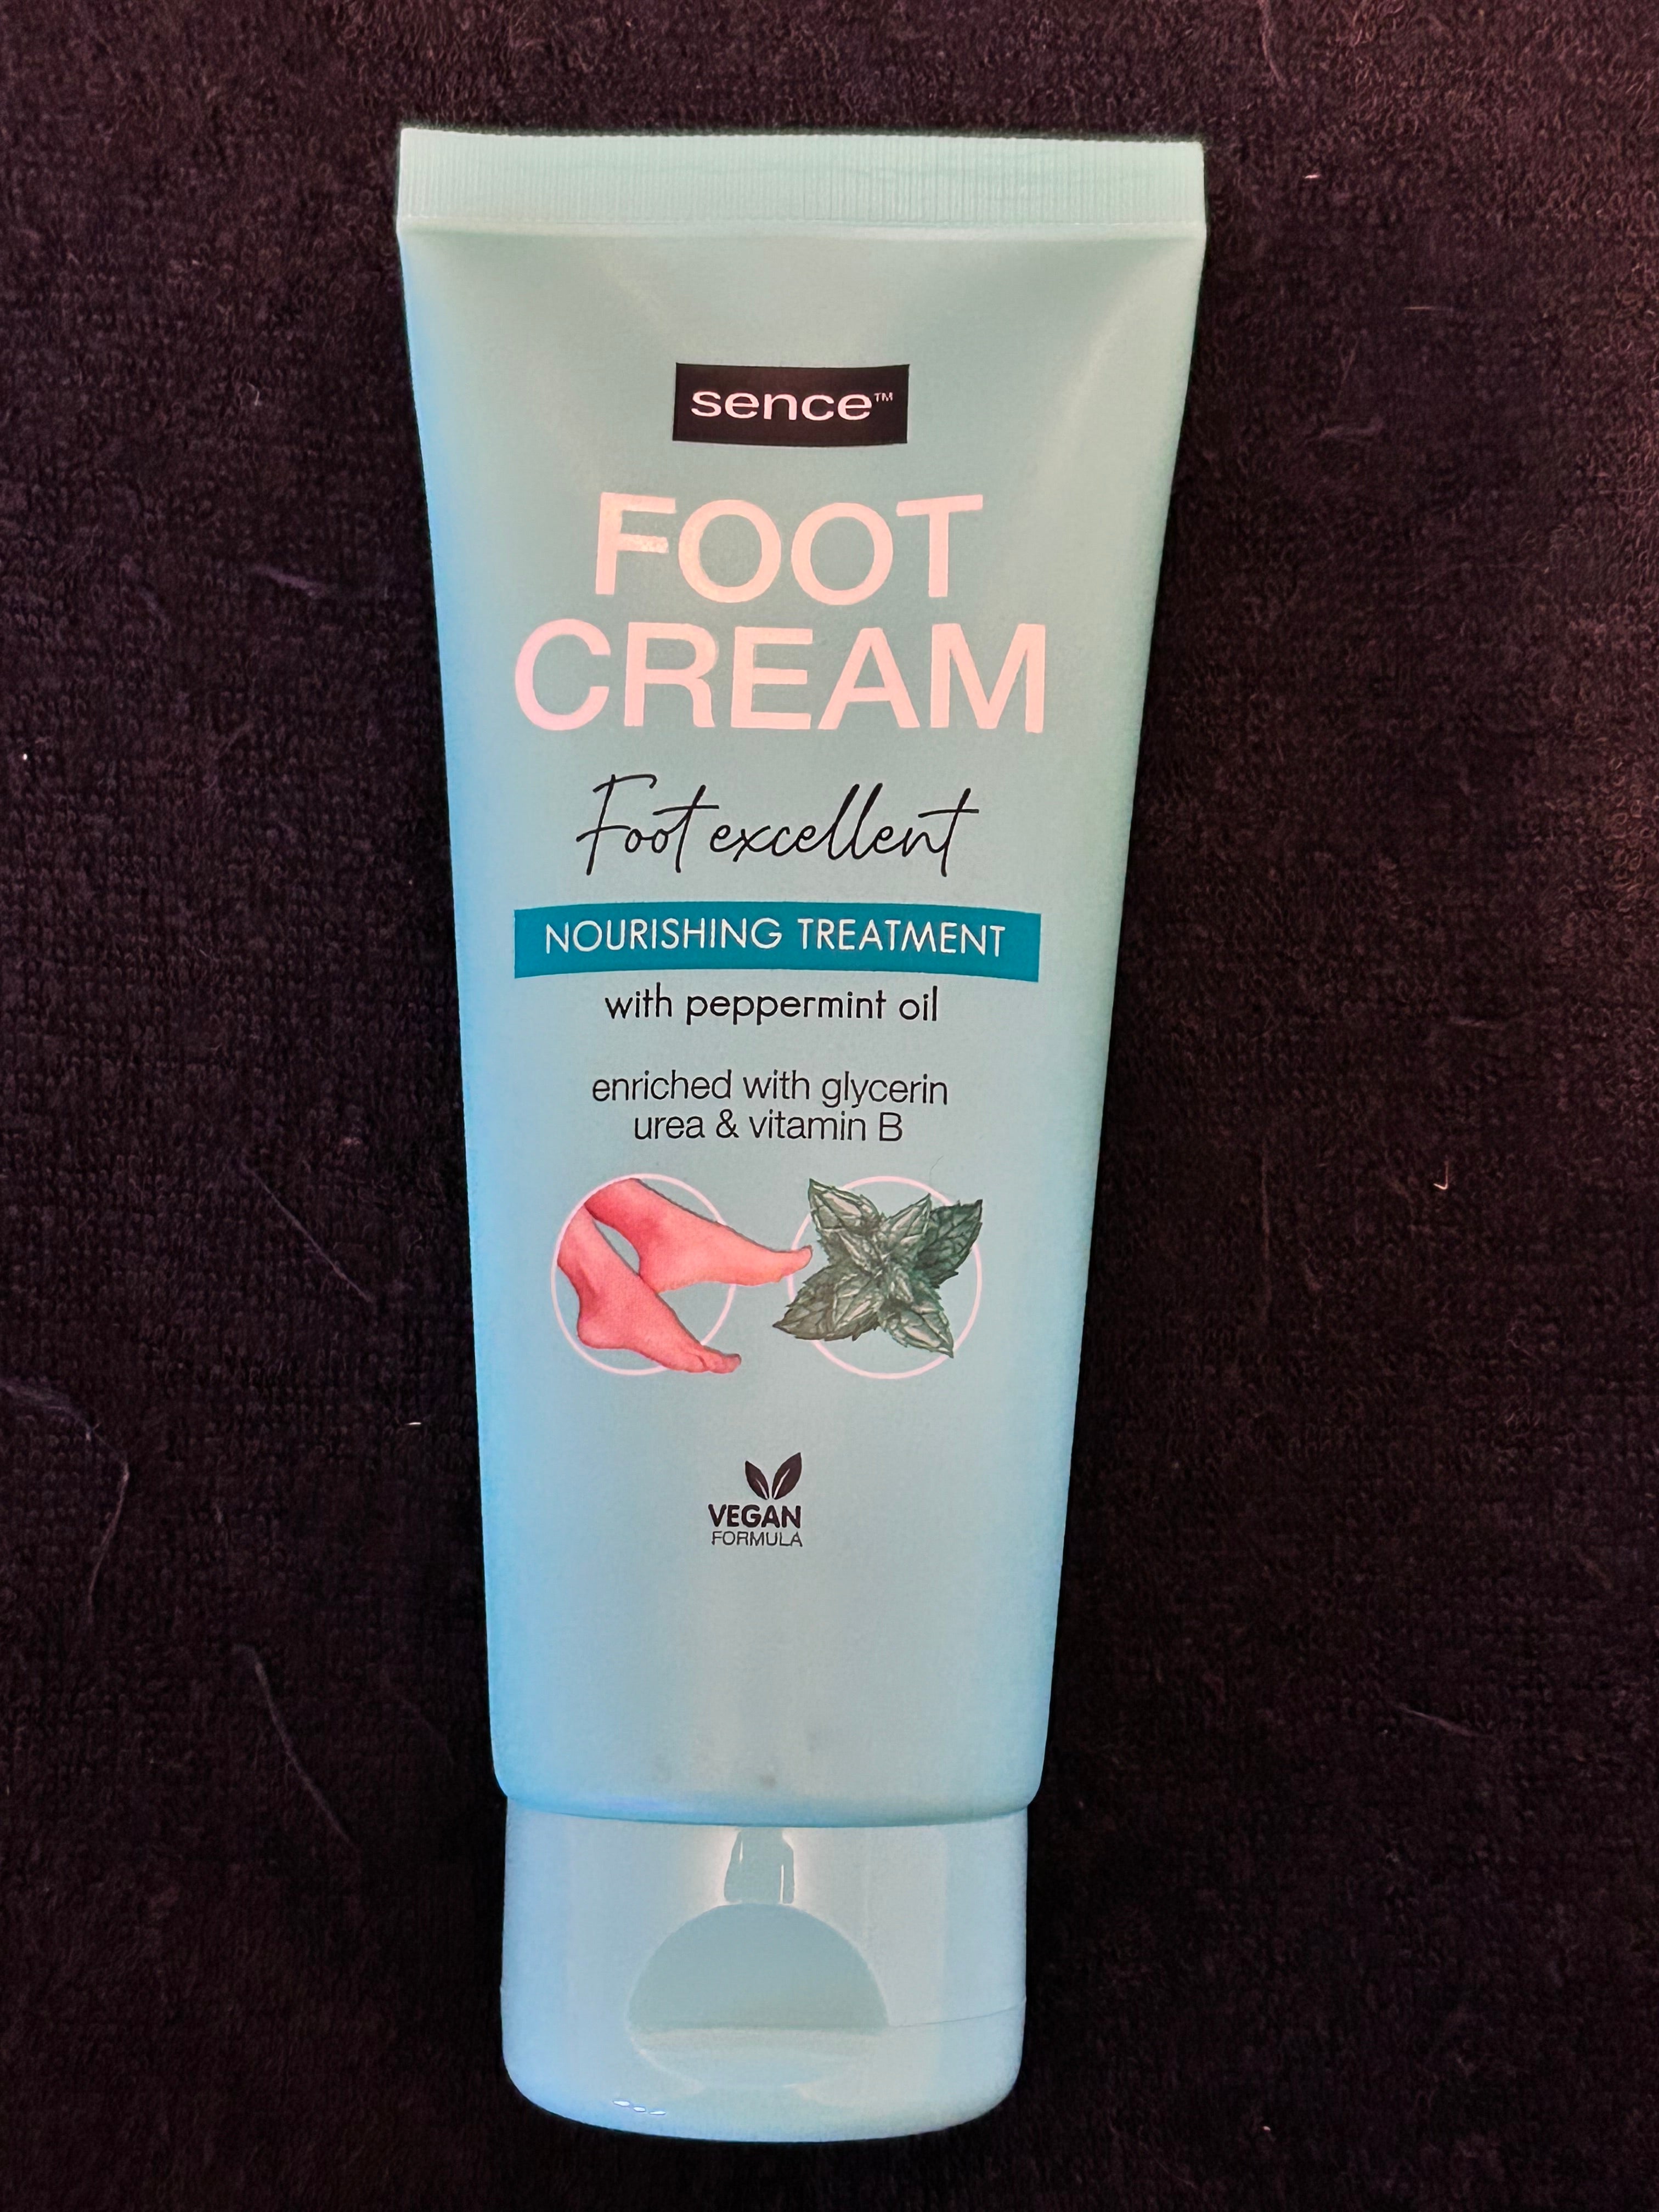 sence™
FOOT
CREAM
Foot excellent
NOURISHING TREATMENT
with peppermint oil
enriched with glycerin
urea & vitamin B
VEGAN
FORMULA